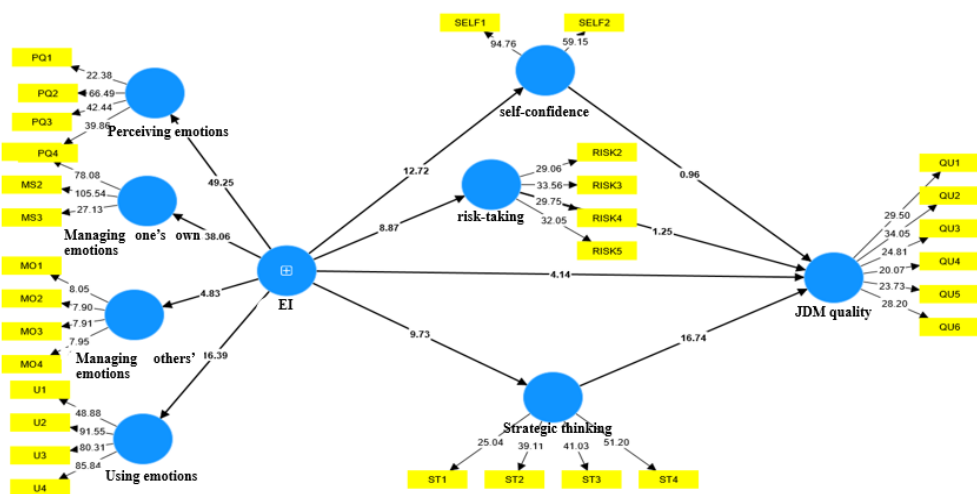 SELF1
SELF2
94.76
59.15
self-confidence
PQ1
PQ2
PQ3
PQ4
22.38
66.49
42.44
39.86
Perceiving emotions
MS2
MS3
78.08
105.54
27.13
Managing one's own
emotions
MO1
MO2
MO3
MO4
8.05
7.90
7.91
7.95
Managing others'
emotions
U1
U2
U3
U4
48.88
91.55
80.31
85.84
Using emotions
49.25
38.06
4.83
16.39
EI
12.72
8.87
4.14
9.73
RISK2
RISK3
RISK4
RISK5
29.06
33.56
29.75
32.05
risk-taking
0.96
1.25
16.74
Strategic thinking
25.04
39.11
41.03
51.20
ST1
ST2
ST3
ST4
QU1
QU2
QU3
QU4
QU5
QU6
29.50
34.05
24.81
20.07
23.73
28.20
JDM quality